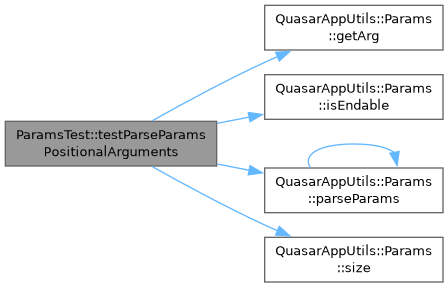 QuasarAppUtils::Params
::getArg
QuasarAppUtils::Params
::isEndable
ParamsTest::testParseParams
PositionalArguments
QuasarAppUtils::Params
::parseParams
QuasarAppUtils::Params
::size